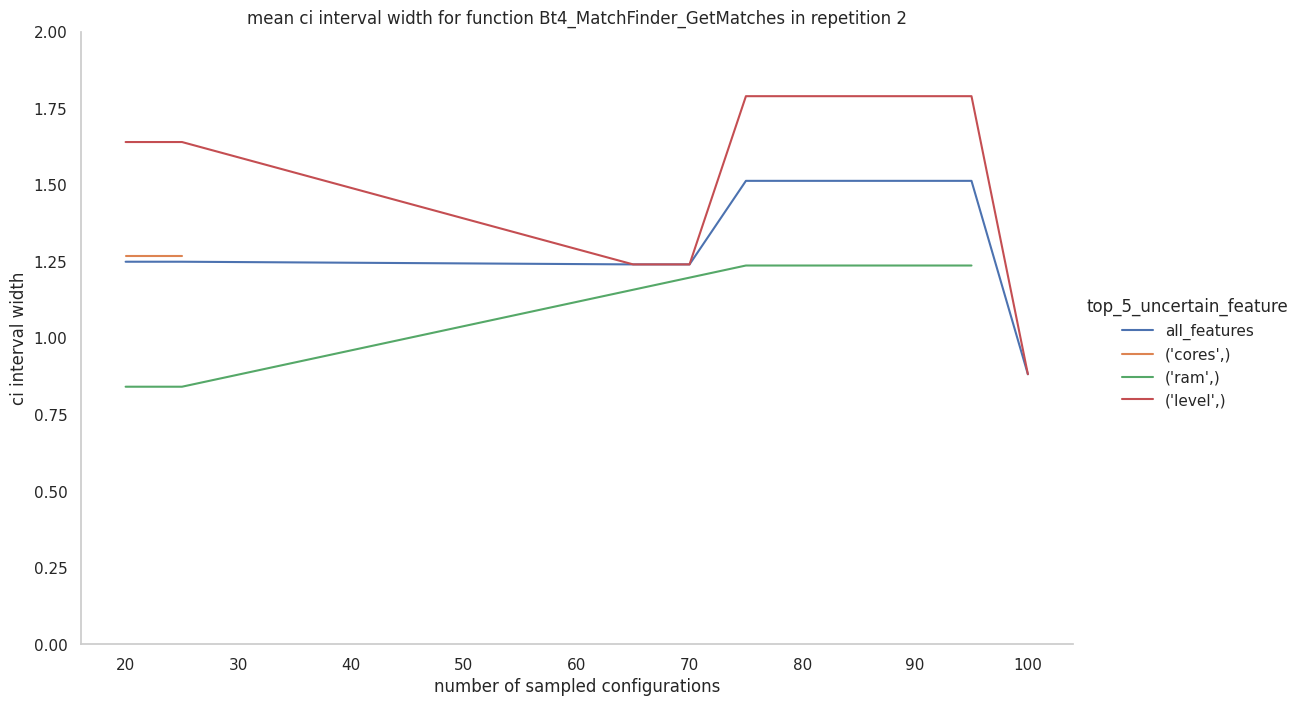 mean ci interval width for function Bt4_MatchFinder_GetMatches in repetition 2
2.00
1.75
1.50
1.25
1.00
0.75
0.50
0.25
0.00
ci interval width
20 30 40 50 60 70 80 90 100
number of sampled configurations
top_5_uncertain_feature
all_features
('cores',)
('ram',)
('level',)